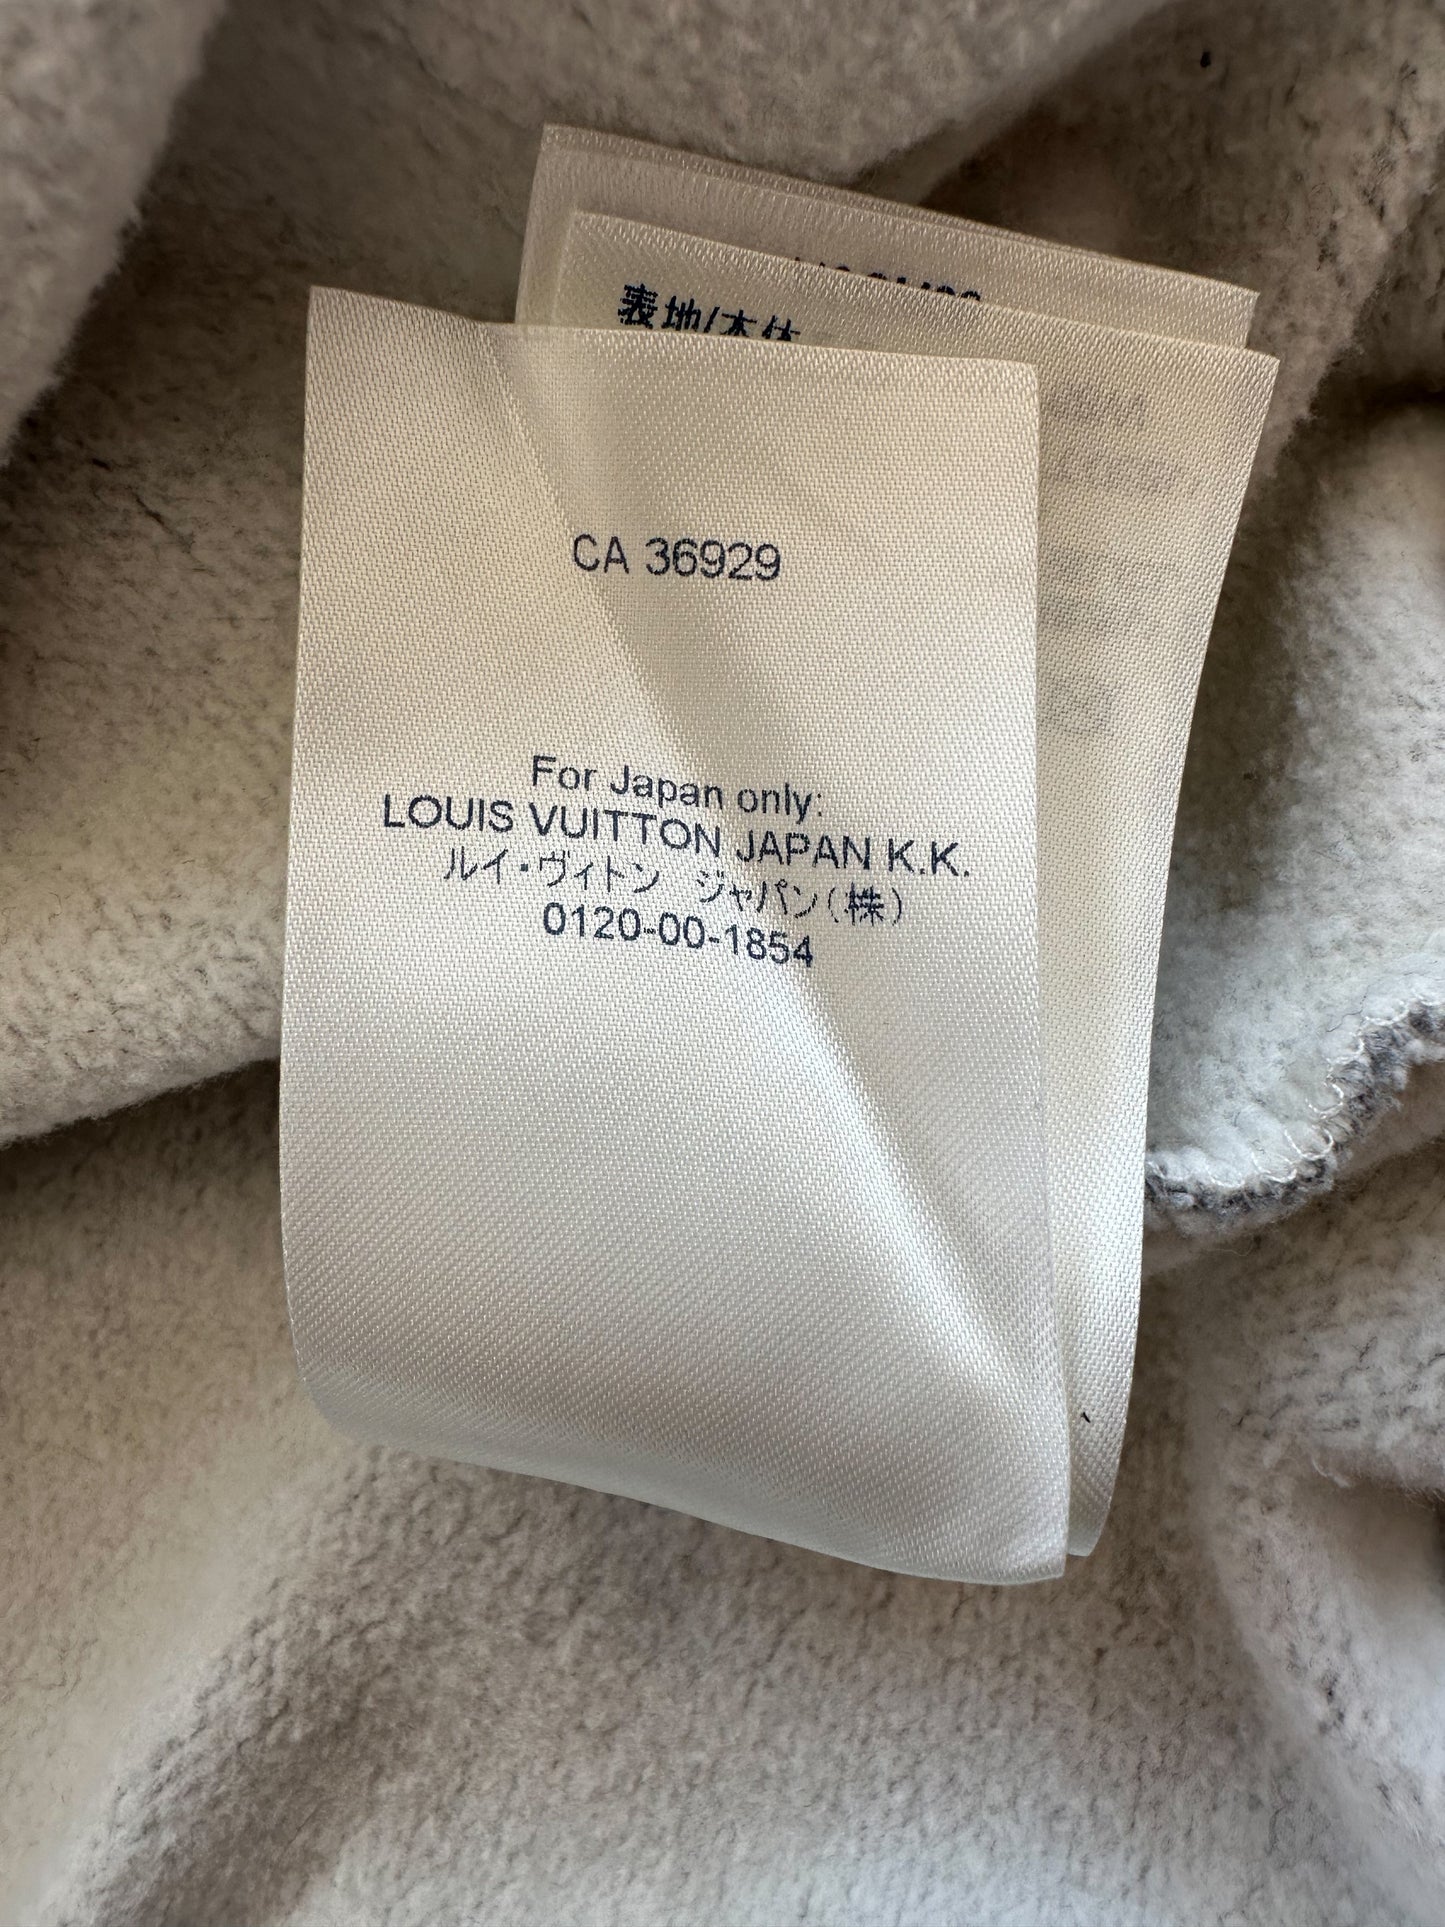 表地/本体
CA 36929
For Japan only:
LOUIS VUITTON JAPAN K.K.
ルイ・ヴィトン ジャパン(株)
0120-00-1854